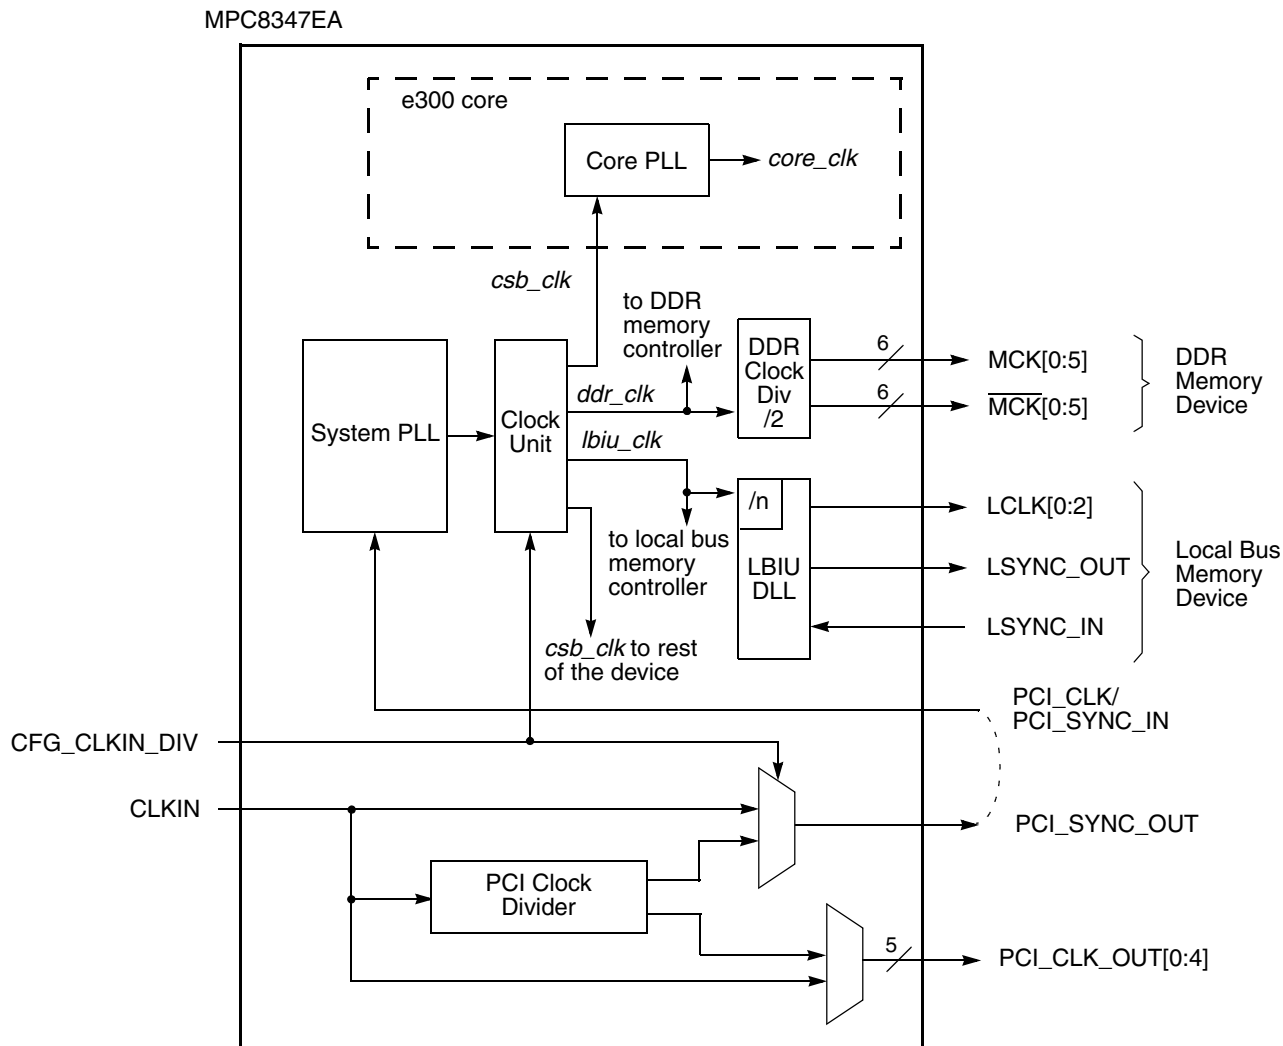 MPC8347EA
e300 core
Core PLL
core_clk
csb_clk
to DDR
memory
controller
DDR
Clock
Div
/2
6
MCK[0:5]
6
M̅C̅K̅[0:5]
DDR
Memory
Device
System PLL
Clock
Unit
ddr_clk
lbiu_clk
/n
LBIU
DLL
to local bus
memory
controller
LCLK[0:2]
LSYNC_OUT
LSYNC_IN
Local Bus
Memory
Device
csb_clk to rest
of the device
PCI_CLK/
PCI_SYNC_IN
CFG_CLKIN_DIV
CLKIN
PCI_SYNC_OUT
PCI Clock
Divider
5
PCI_CLK_OUT[0:4]